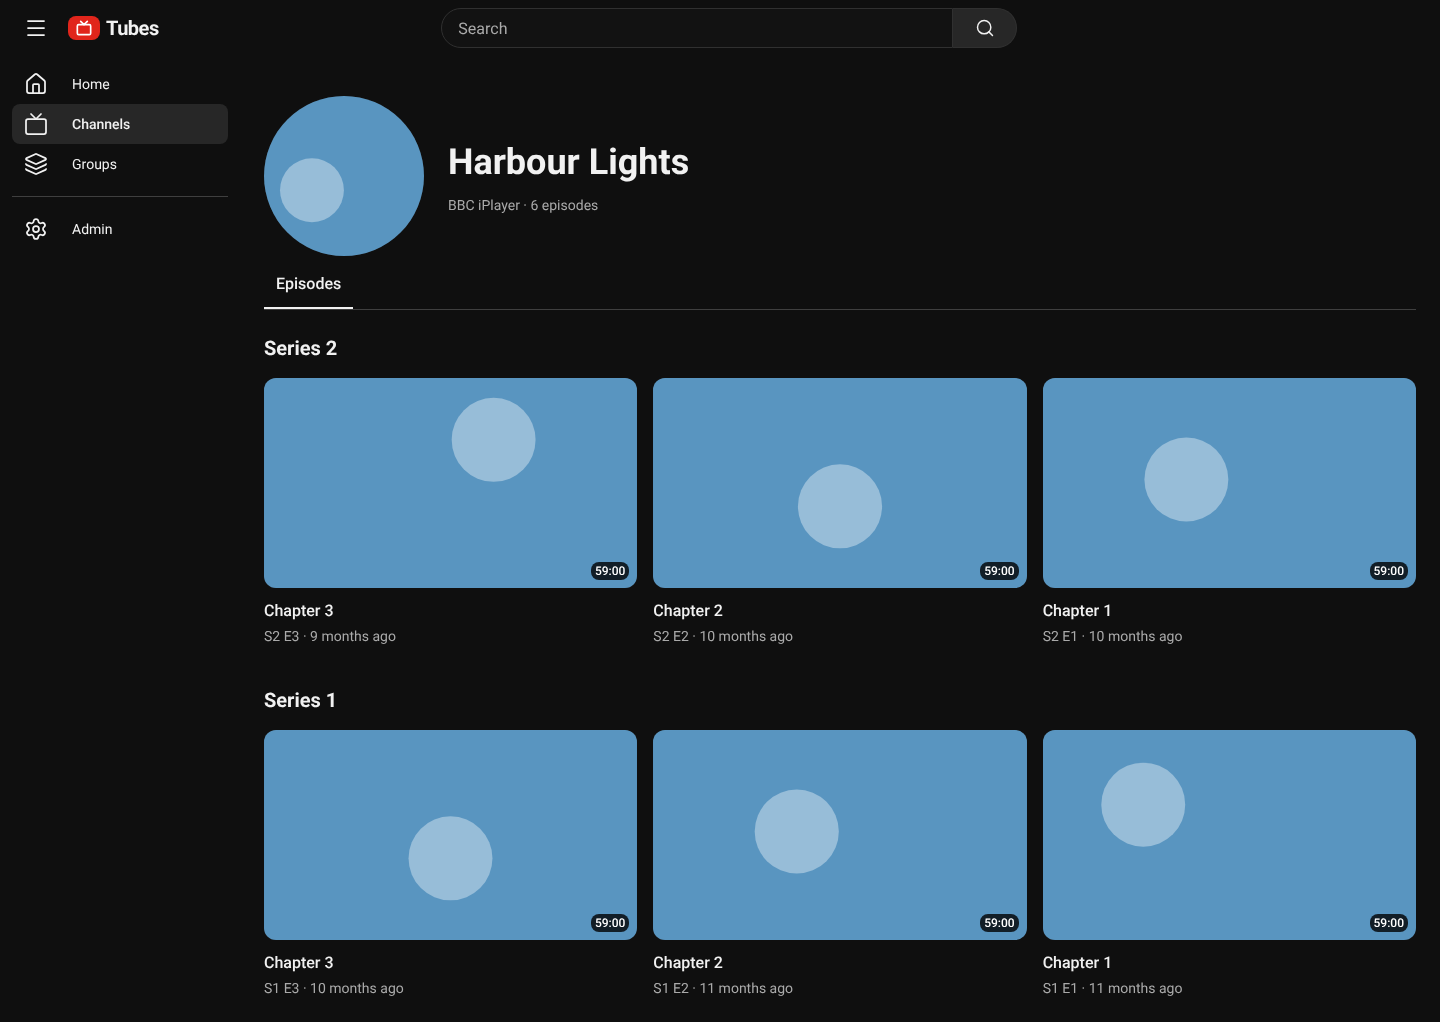 Tubes
Search
Home
Channels
Groups
Admin
Harbour Lights
BBC iPlayer · 6 episodes
Episodes
Series 2
59:00
59:00
59:00
Chapter 3
Chapter 2
Chapter 1
S2 E3 · 9 months ago
S2 E2 · 10 months ago
S2 E1 · 10 months ago
Series 1
59:00
59:00
59:00
Chapter 3
Chapter 2
Chapter 1
S1 E3 · 10 months ago
S1 E2 · 11 months ago
S1 E1 · 11 months ago